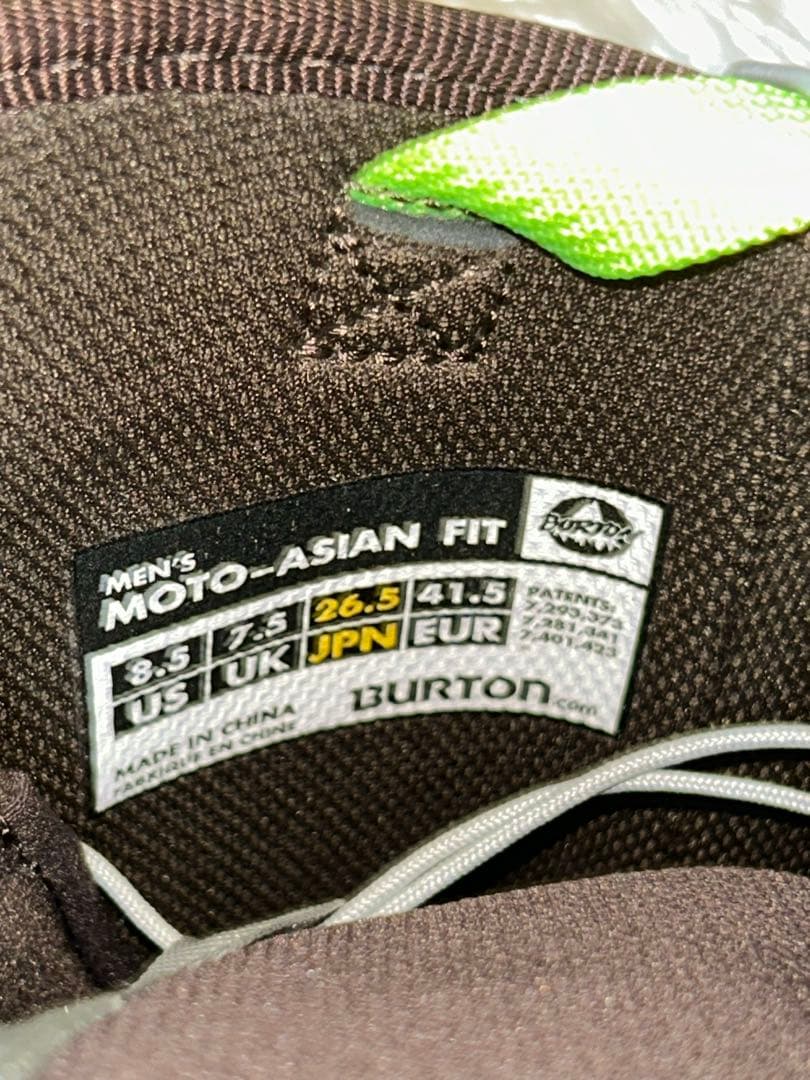 MEN'S
MOTO-ASIAN FIT
BURTON
8.5 7.5 26.5 41.5
US UK JPN EUR
PATENTS:
7,293,373
7,281,341
7,401,423
BURTON.com
MADE IN CHINA
FABRIQUE EN CHINE